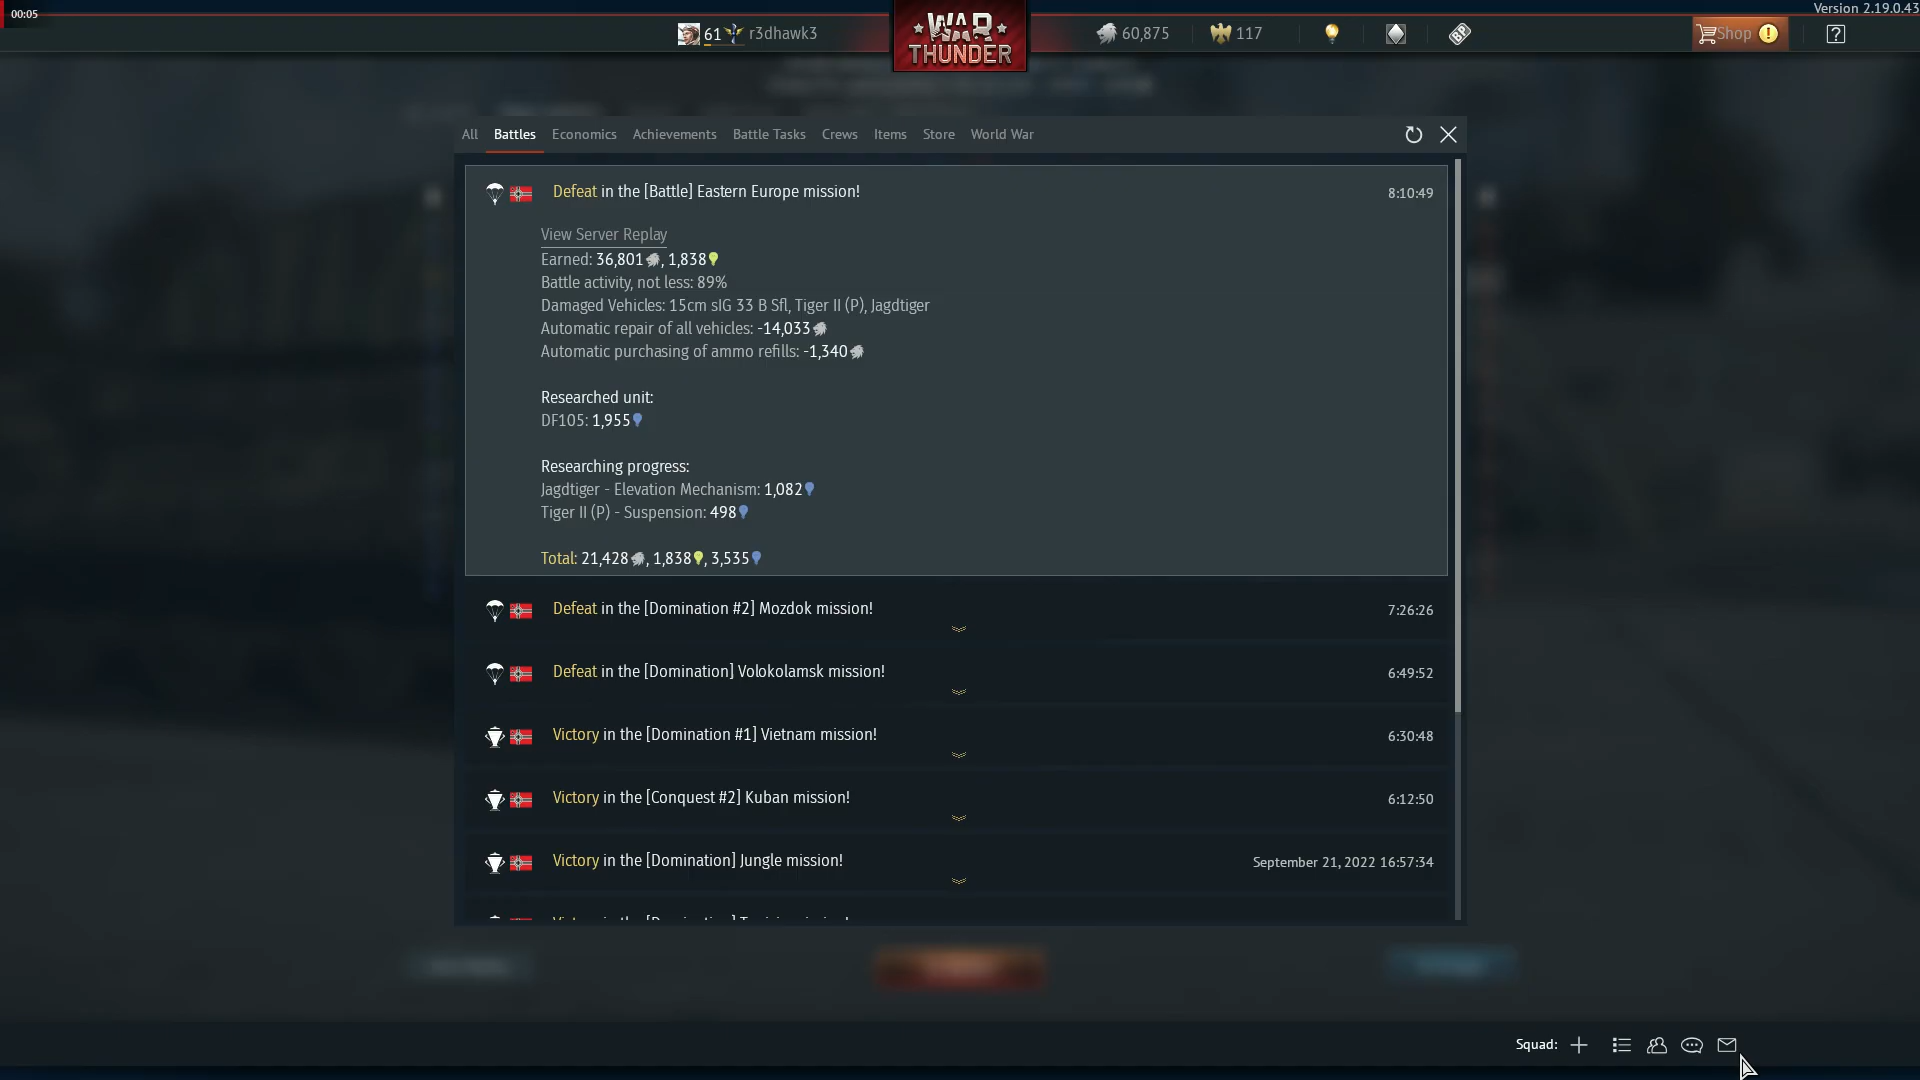 00:05
Version 2.19.0.43
61 r3dhawk3
WAR THUNDER
60,875
117
BP
Shop
All Battles Economics Achievements Battle Tasks Crews Items Store World War
Defeat in the [Battle] Eastern Europe mission! 8:10:49
View Server Replay
Earned: 36,801, 1,838
Battle activity, not less: 89%
Damaged Vehicles: 15cm sIG 33 B Sfl, Tiger II (P), Jagdtiger
Automatic repair of all vehicles: -14,033
Automatic purchasing of ammo refills: -1,340
Researched unit:
DF105: 1,955
Researching progress:
Jagdtiger - Elevation Mechanism: 1,082
Tiger II (P) - Suspension: 498
Total: 21,428, 1,838, 3,535
Defeat in the [Domination #2] Mozdok mission! 7:26:26
Defeat in the [Domination] Volokolamsk mission! 6:49:52
Victory in the [Domination #1] Vietnam mission! 6:30:48
Victory in the [Conquest #2] Kuban mission! 6:12:50
Victory in the [Domination] Jungle mission! September 21, 2022 16:57:34
Squad: